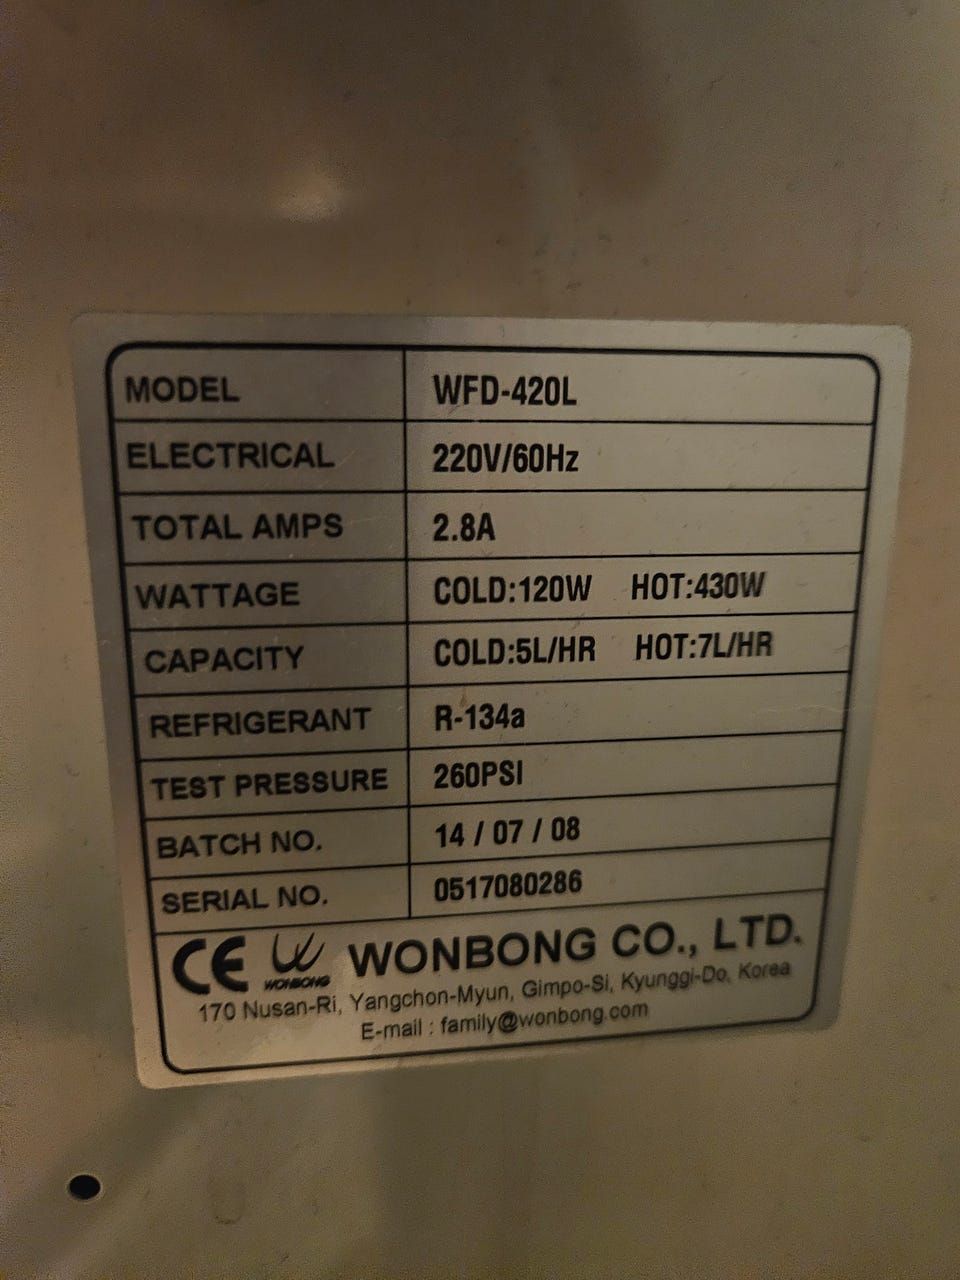 MODEL WFD-420L
ELECTRICAL 220V/60Hz
TOTAL AMPS 2.8A
WATTAGE COLD:120W HOT:430W
CAPACITY COLD:5L/HR HOT:7L/HR
REFRIGERANT R-134a
TEST PRESSURE 260PSI
BATCH NO. 14 / 07 / 08
SERIAL NO. 0517080286
CE WONBONG WONBONG CO., LTD.
170 Nusan-Ri, Yangchon-Myun, Gimpo-Si, Kyunggi-Do, Korea
E-mail : family@wonbong.com